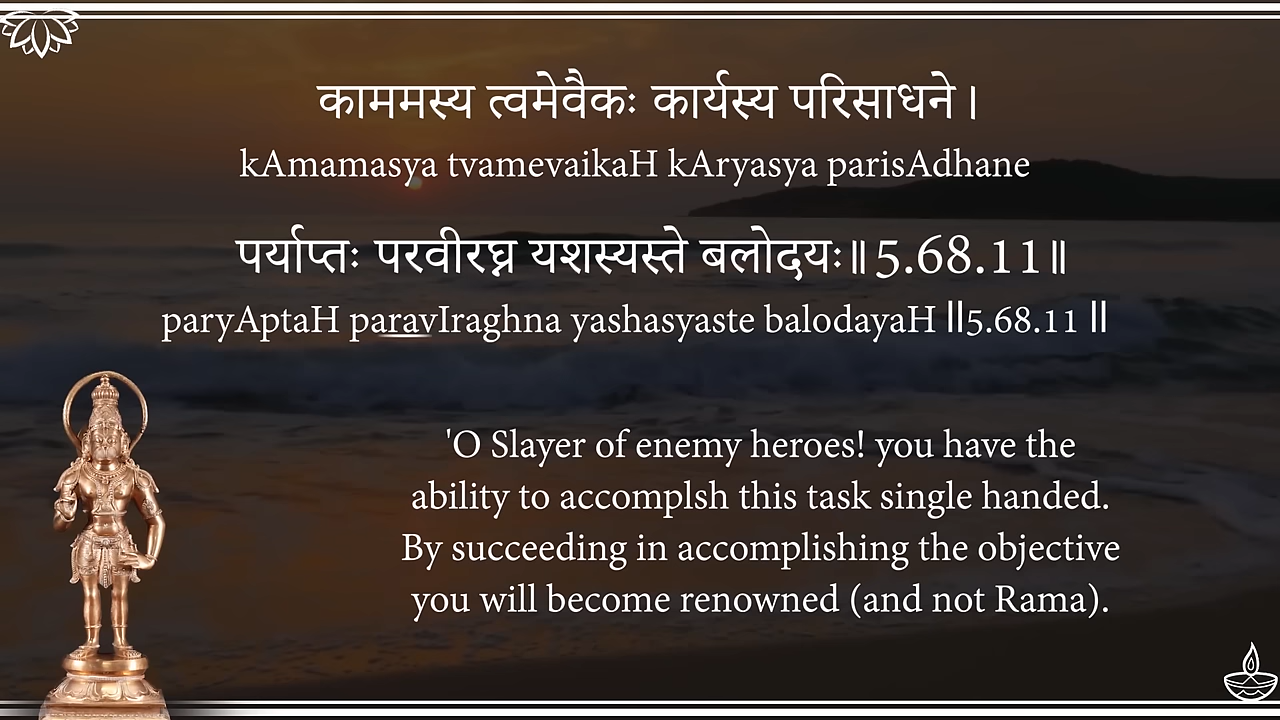 काममस्य त्वमेवैकः कार्यस्य परिसाधने।
kAmamasya tvamevaikaH kAryasya parisAdhane
पर्याप्तः परवीरघ्न यशस्यस्ते बलोदयः॥5.68.11॥
paryAptaH paravIraghna yashasyaste balodayaH ॥5.68.11 ॥
'O Slayer of enemy heroes! you have the
ability to accomplsh this task single handed.
By succeeding in accomplishing the objective
you will become renowned (and not Rama).